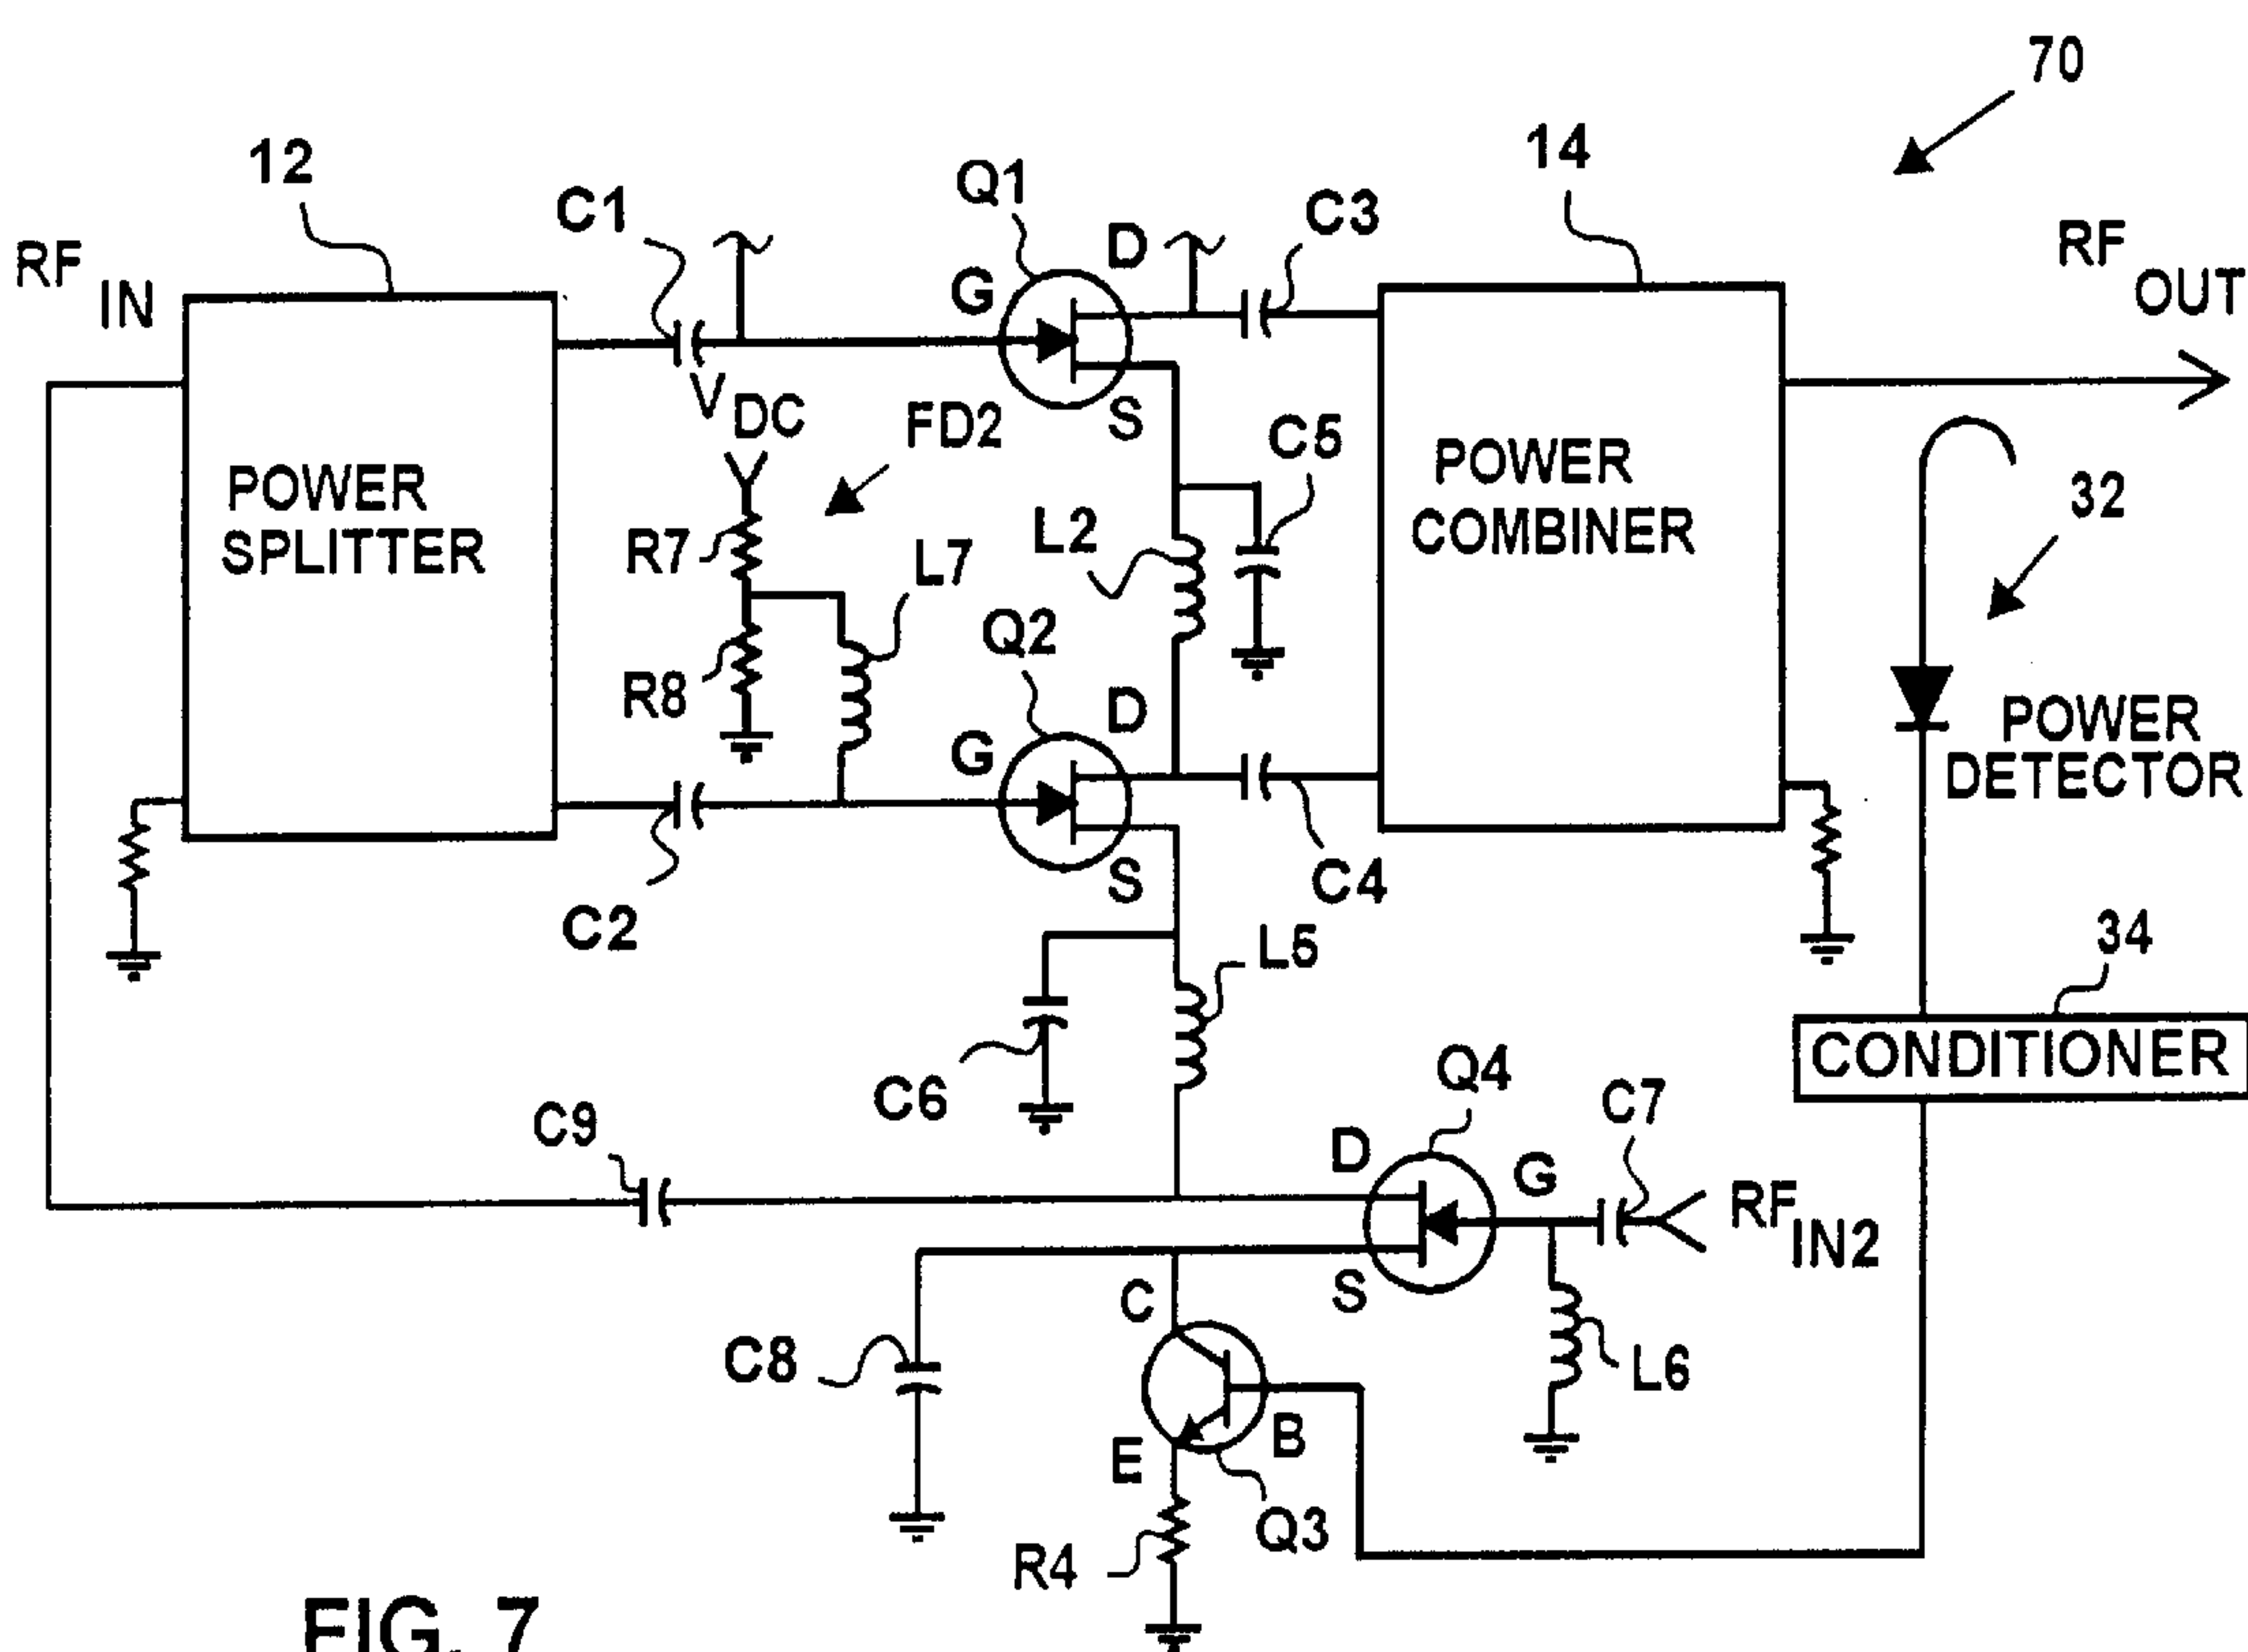 70
12
C1
Q1
D
C3
14
RF IN
G
RF OUT
V DC
FD2
S
C5
POWER
SPLITTER
POWER
COMBINER
32
R7
L7
L2
R8
Q2
D
G
POWER
DETECTOR
C2
S
C4
L5
34
C6
CONDITIONER
C9
Q4
C7
D
G
RF IN2
C
S
C8
L6
E
B
Q3
R4
FIG. 7